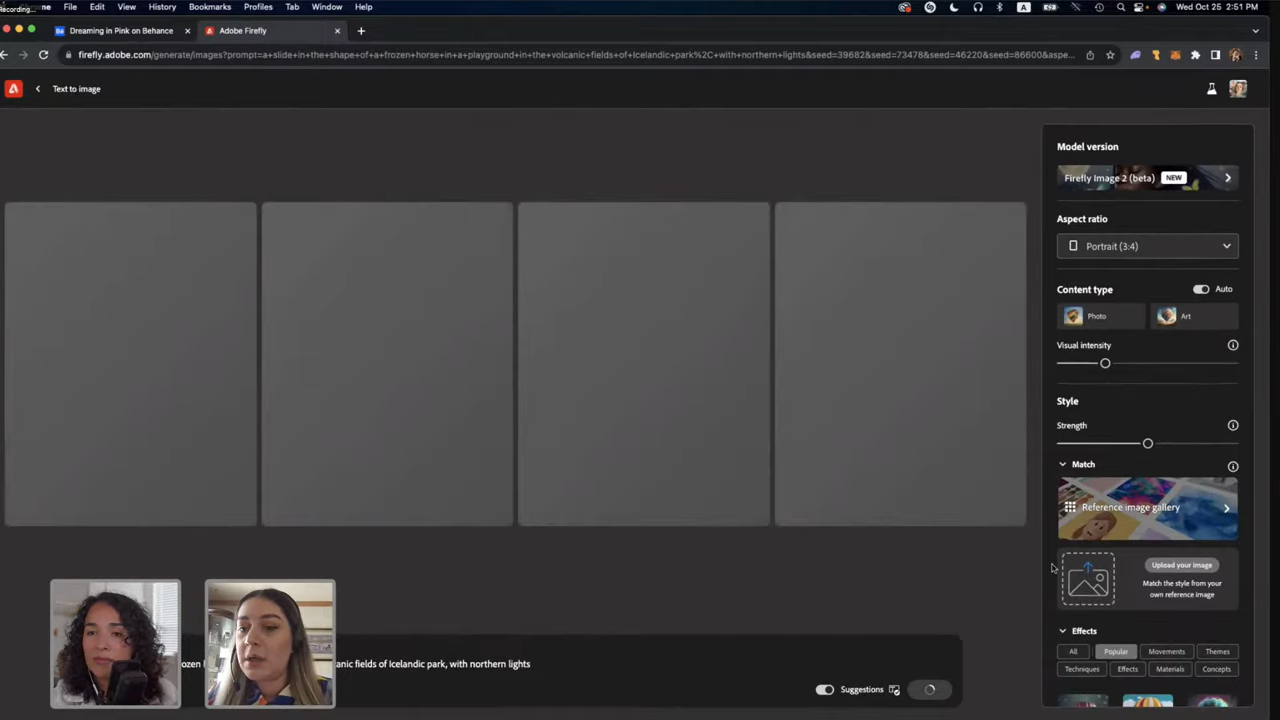 Recording...
Chrome File Edit View History Bookmarks Profiles Tab Window Help A Wed Oct 25 2:51 PM
Bē Dreaming in Pink on Behance Adobe Firefly
firefly.adobe.com/generate/images?prompt=a+slide+in+the+shape+of+a+frozen+horse+in+a+playground+in+the+volcanic+fields+of+Icelandic+park%2C+with+northern+lights&seed=39682&seed=73478&seed=46220&seed=86600&aspe...
Text to image
Model version
Firefly Image 2 (beta) NEW
Aspect ratio
Portrait (3:4)
Content type Auto
Photo Art
Visual intensity
Style
Strength
Match
Reference image gallery
Upload your image
Match the style from your
own reference image
Effects
All Popular Movements Themes
Techniques Effects Materials Concepts
ozen anic fields of Icelandic park, with northern lights
Suggestions